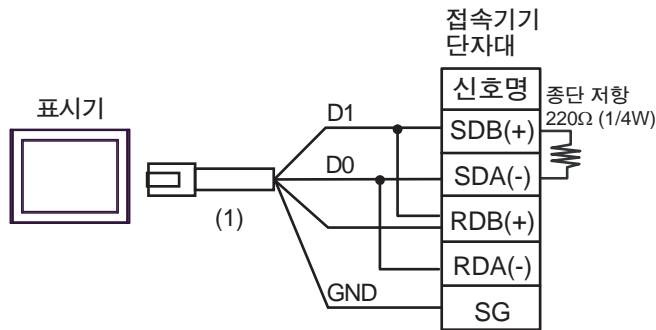 접속기기
단자대
신호명
표시기
종단 저항
220Ω (1/4W)
D1
SDB(+)
D0
SDA(-)
(1)
RDB(+)
RDA(-)
GND
SG